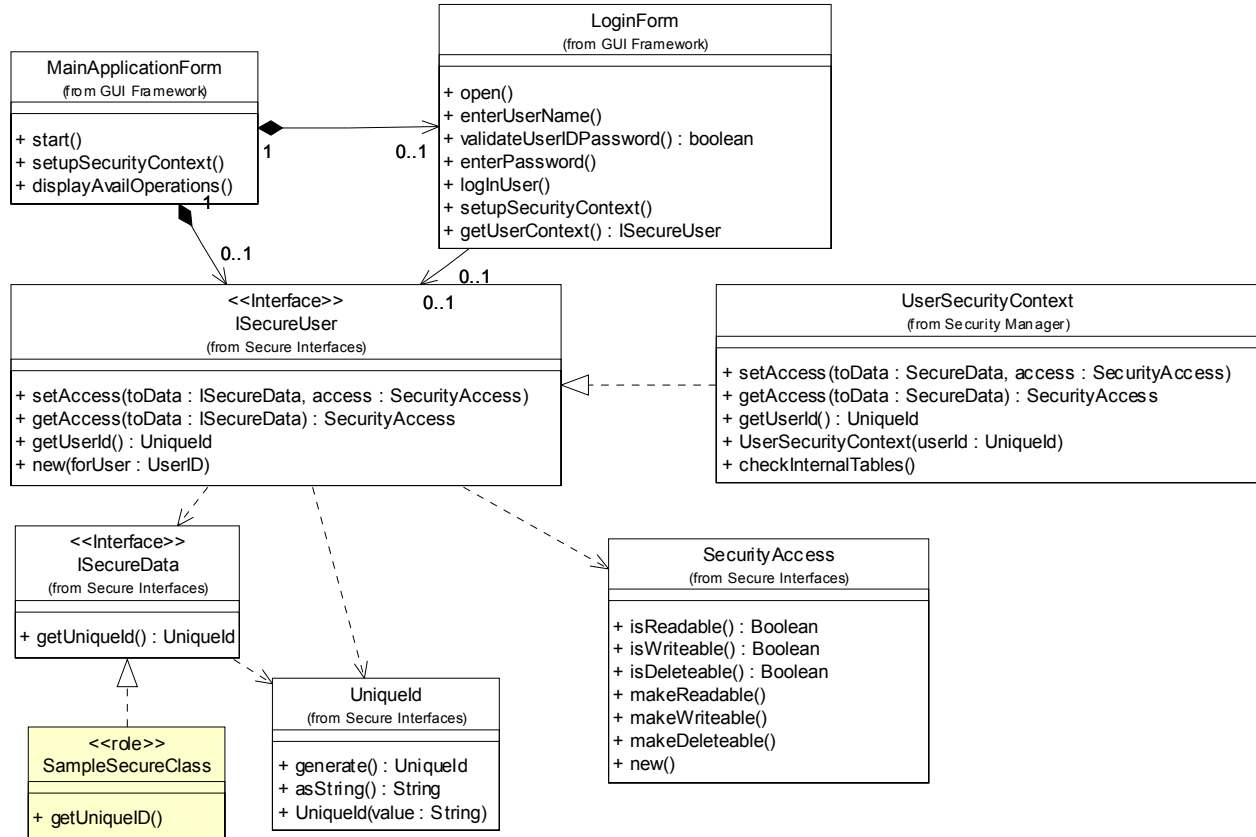 LoginForm
(from GUI Framework)
+ open()
+ enterUserName()
+ validateUserIDPassword() : boolean
+ enterPassword()
+ logInUser()
+ setupSecurityContext()
+ getUserContext() : ISecureUser
MainApplicationForm
(from GUI Framework)
+ start()
+ setupSecurityContext()
+ displayAvailOperations()
1
0..1
1
0..1
0..1
0..1
<<Interface>>
ISecureUser
(from Secure Interfaces)
+ setAccess(toData : ISecureData, access : SecurityAccess)
+ getAccess(toData : ISecureData) : SecurityAccess
+ getUserId() : UniqueId
+ new(forUser : UserID)
UserSecurityContext
(from Security Manager)
+ setAccess(toData : SecureData, access : SecurityAccess)
+ getAccess(toData : SecureData) : SecurityAccess
+ getUserId() : UniqueId
+ UserSecurityContext(userId : UniqueId)
+ checkInternalTables()
<<Interface>>
ISecureData
(from Secure Interfaces)
+ getUniqueId() : UniqueId
SecurityAccess
(from Secure Interfaces)
+ isReadable() : Boolean
+ isWriteable() : Boolean
+ isDeleteable() : Boolean
+ makeReadable()
+ makeWriteable()
+ makeDeleteable()
+ new()
UniqueId
(from Secure Interfaces)
+ generate() : UniqueId
+ asString() : String
+ UniqueId(value : String)
<<role>>
SampleSecureClass
+ getUniqueID()